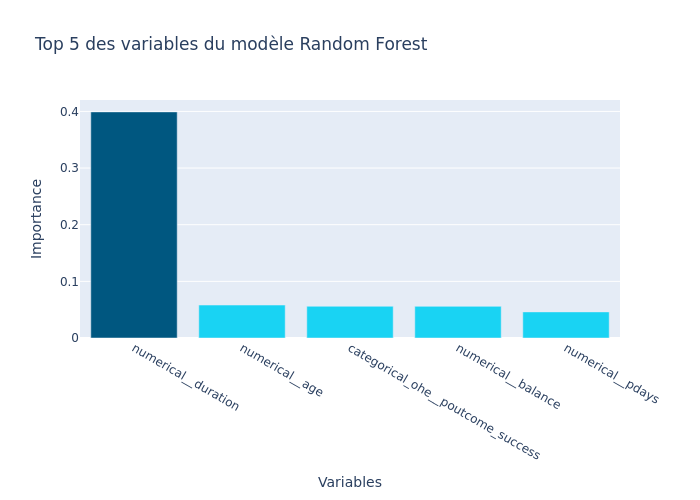 Top 5 des variables du modèle Random Forest
Importance
0.4
0.3
0.2
0.1
0
numerical__duration
numerical__age
categorical_ohe__poutcome_success
numerical__balance
numerical__pdays
Variables